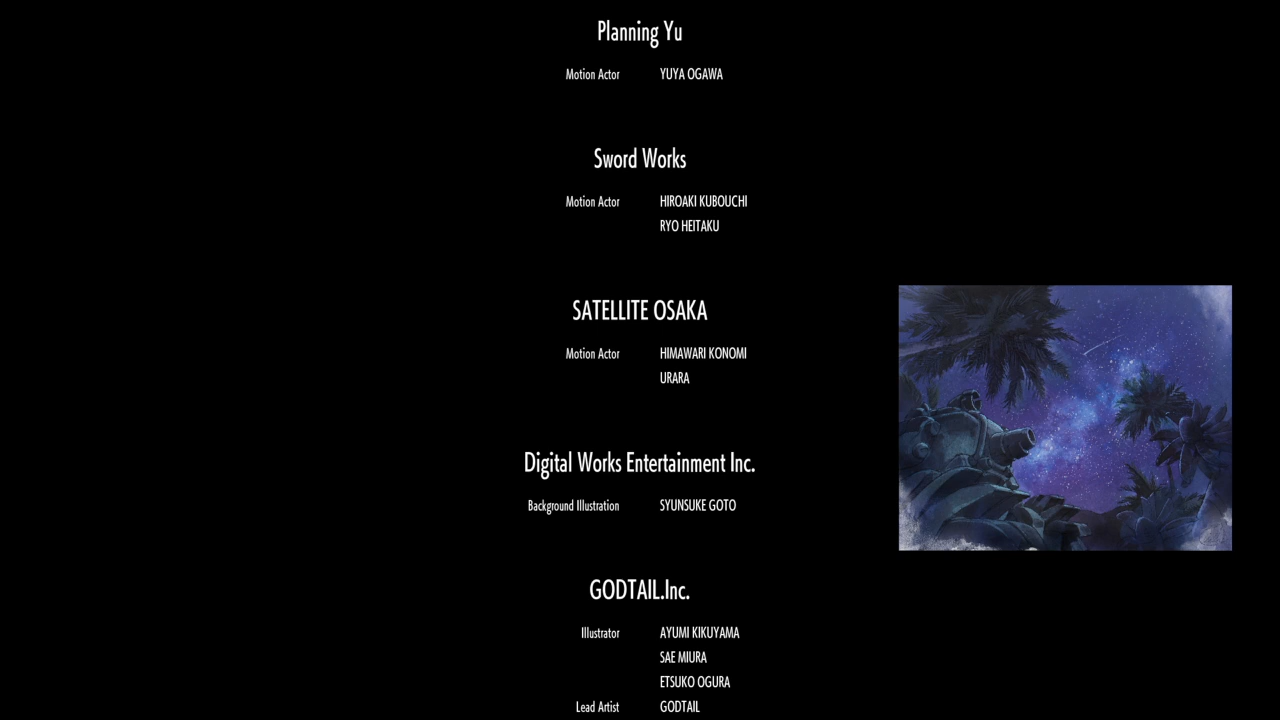 Planning Yu
Motion Actor YUYA OGAWA
Sword Works
Motion Actor HIROAKI KUBOUCHI
RYO HEITAKU
SATELLITE OSAKA
Motion Actor HIMAWARI KONOMI
URARA
Digital Works Entertainment Inc.
Background Illustration SYUNSUKE GOTO
GODTAIL.Inc.
Illustrator AYUMI KIKUYAMA
SAE MIURA
ETSUKO OGURA
Lead Artist GODTAIL